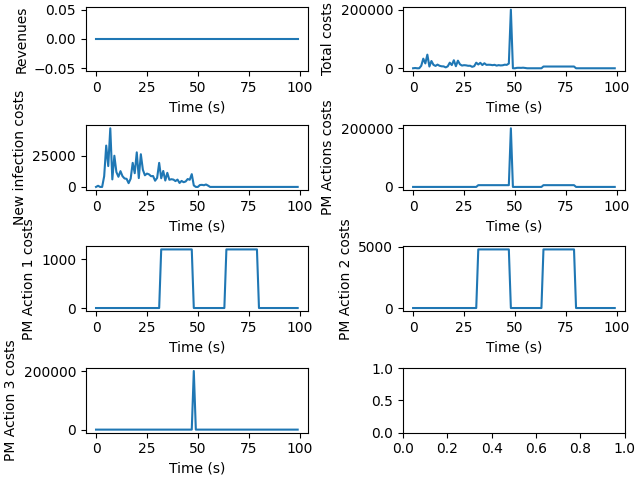 Revenues
0.05
0.00
−0.05
0 25 50 75 100
Time (s)
Total costs
200000
0
0 25 50 75 100
Time (s)
New infection costs
25000
0
0 25 50 75 100
Time (s)
PM Actions costs
200000
0
0 25 50 75 100
Time (s)
PM Action 1 costs
1000
0
0 25 50 75 100
Time (s)
PM Action 2 costs
5000
0
0 25 50 75 100
Time (s)
PM Action 3 costs
200000
0
0 25 50 75 100
Time (s)
1.0
0.5
0.0
0.0 0.2 0.4 0.6 0.8 1.0